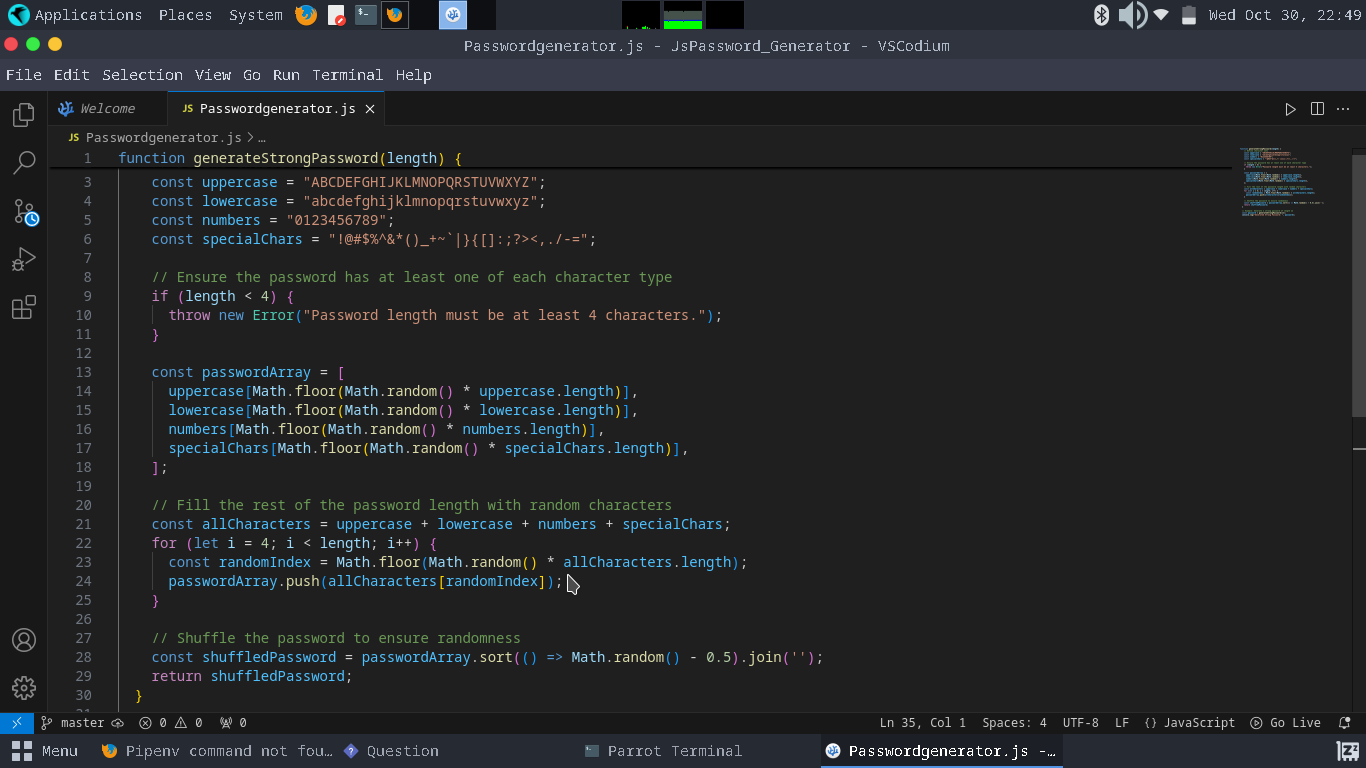 Applications Places System Wed Oct 30, 22:49
Passwordgenerator.js - JsPassword_Generator - VSCodium
File Edit Selection View Go Run Terminal Help
Welcome JS Passwordgenerator.js
JS Passwordgenerator.js > …
1 function generateStrongPassword(length) {
3 const uppercase = "ABCDEFGHIJKLMNOPQRSTUVWXYZ";
4 const lowercase = "abcdefghijklmnopqrstuvwxyz";
5 const numbers = "0123456789";
6 const specialChars = "!@#$%^&*()_+~`|}{[]:;?><,./-=";
7
8 // Ensure the password has at least one of each character type
9 if (length < 4) {
10 throw new Error("Password length must be at least 4 characters.");
11 }
12
13 const passwordArray = [
14 uppercase[Math.floor(Math.random() * uppercase.length)],
15 lowercase[Math.floor(Math.random() * lowercase.length)],
16 numbers[Math.floor(Math.random() * numbers.length)],
17 specialChars[Math.floor(Math.random() * specialChars.length)],
18 ];
19
20 // Fill the rest of the password length with random characters
21 const allCharacters = uppercase + lowercase + numbers + specialChars;
22 for (let i = 4; i < length; i++) {
23 const randomIndex = Math.floor(Math.random() * allCharacters.length);
24 passwordArray.push(allCharacters[randomIndex]);
25 }
26
27 // Shuffle the password to ensure randomness
28 const shuffledPassword = passwordArray.sort(() => Math.random() - 0.5).join('');
29 return shuffledPassword;
30 }
master 0 0 0 Ln 35, Col 1 Spaces: 4 UTF-8 LF {} JavaScript Go Live
Menu Pipenv command not fou… Question Parrot Terminal Passwordgenerator.js -…